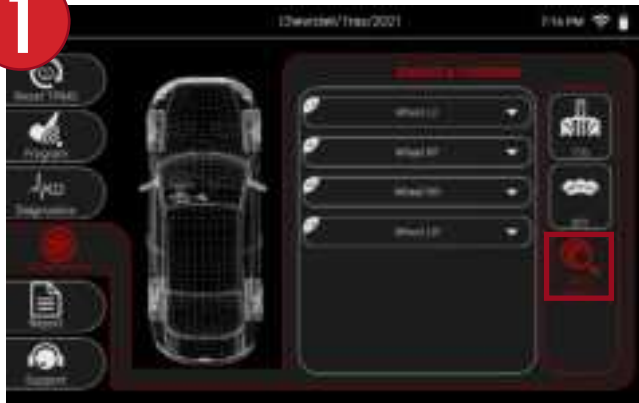 1
Chevrolet/Trax/2021
7:16 PM
Reset TPMS
Program
Diagnostics
Report
Support
Wheel LF
Wheel RF
Wheel RR
Wheel LR